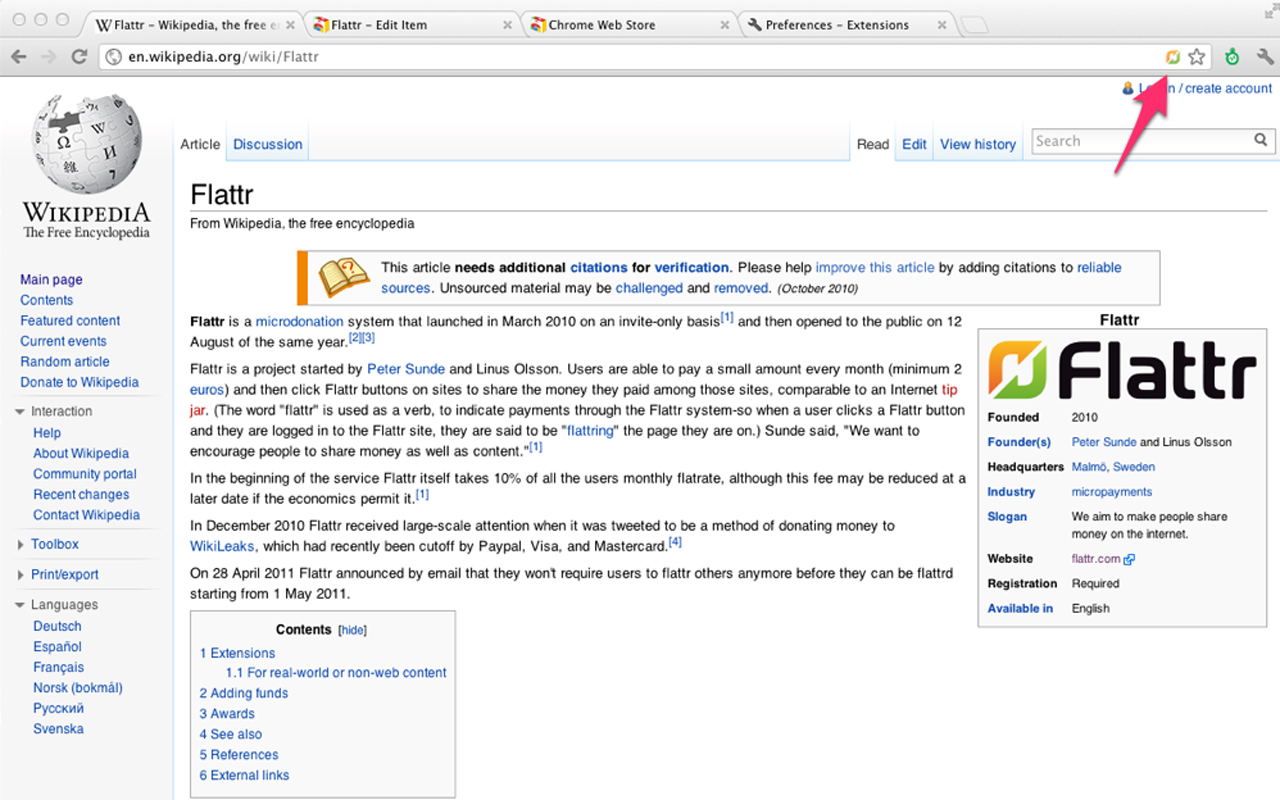 Flattr – Wikipedia, the free e
Flattr – Edit Item
Chrome Web Store
Preferences – Extensions
en.wikipedia.org/wiki/Flattr
/ create account
Article
Discussion
Read
Edit
View history
Search
WIKIPEDIA
The Free Encyclopedia
Main page
Contents
Featured content
Current events
Random article
Donate to Wikipedia
Interaction
Help
About Wikipedia
Community portal
Recent changes
Contact Wikipedia
Toolbox
Print/export
Languages
Deutsch
Español
Français
Norsk (bokmål)
Русский
Svenska
Flattr
From Wikipedia, the free encyclopedia
This article needs additional citations for verification. Please help improve this article by adding citations to reliable
sources. Unsourced material may be challenged and removed. (October 2010)
Flattr is a microdonation system that launched in March 2010 on an invite-only basis[1] and then opened to the public on 12
August of the same year.[2][3]
Flattr is a project started by Peter Sunde and Linus Olsson. Users are able to pay a small amount every month (minimum 2
euros) and then click Flattr buttons on sites to share the money they paid among those sites, comparable to an Internet tip
jar. (The word "flattr" is used as a verb, to indicate payments through the Flattr system-so when a user clicks a Flattr button
and they are logged in to the Flattr site, they are said to be "flattring" the page they are on.) Sunde said, "We want to
encourage people to share money as well as content."[1]
In the beginning of the service Flattr itself takes 10% of all the users monthly flatrate, although this fee may be reduced at a
later date if the economics permit it.[1]
In December 2010 Flattr received large-scale attention when it was tweeted to be a method of donating money to
WikiLeaks, which had recently been cutoff by Paypal, Visa, and Mastercard.[4]
On 28 April 2011 Flattr announced by email that they won't require users to flattr others anymore before they can be flattrd
starting from 1 May 2011.
Contents [hide]
1 Extensions
1.1 For real-world or non-web content
2 Adding funds
3 Awards
4 See also
5 References
6 External links
Flattr
Flattr
Founded 2010
Founder(s) Peter Sunde and Linus Olsson
Headquarters Malmö, Sweden
Industry micropayments
Slogan We aim to make people share
money on the internet.
Website flattr.com
Registration Required
Available in English